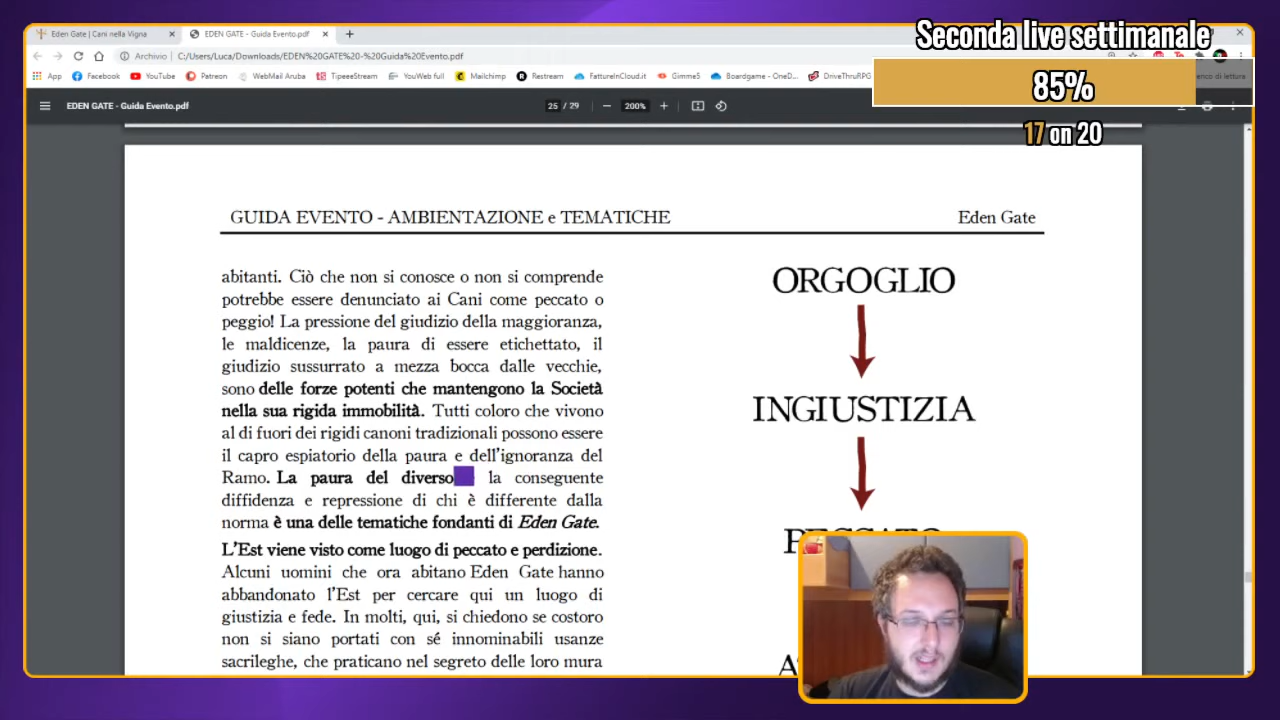 Seconda live settimanale
85%
17 on 20
Eden Gate | Cani nella Vigna
EDEN GATE - Guida Evento.pdf
Archivio
C:/Users/Luca/Downloads/EDEN%20GATE%20-%20Guida%20Evento.pdf
App
Facebook
YouTube
Patreon
WebMail Aruba
TipeeeStream
YouWeb full
Mailchimp
Restream
FattureInCloud.it
Gimme5
Boardgame - OneD...
DriveThruRPG
di lettura
EDEN GATE - Guida Evento.pdf
25 / 29
200%
GUIDA EVENTO - AMBIENTAZIONE e TEMATICHE
Eden Gate
abitanti. Ciò che non si conosce o non si comprende
potrebbe essere denunciato ai Cani come peccato o
peggio! La pressione del giudizio della maggioranza,
le maldicenze, la paura di essere etichettato, il
giudizio sussurrato a mezza bocca dalle vecchie,
sono delle forze potenti che mantengono la Società
nella sua rigida immobilità. Tutti coloro che vivono
al di fuori dei rigidi canoni tradizionali possono essere
il capro espiatorio della paura e dell'ignoranza del
Ramo. La paura del diverso la conseguente
diffidenza e repressione di chi è differente dalla
norma è una delle tematiche fondanti di Eden Gate.
L'Est viene visto come luogo di peccato e perdizione.
Alcuni uomini che ora abitano Eden Gate hanno
abbandonato l'Est per cercare qui un luogo di
giustizia e fede. In molti, qui, si chiedono se costoro
non si siano portati con sé innominabili usanze
sacrileghe, che praticano nel segreto delle loro mura
ORGOGLIO
INGIUSTIZIA